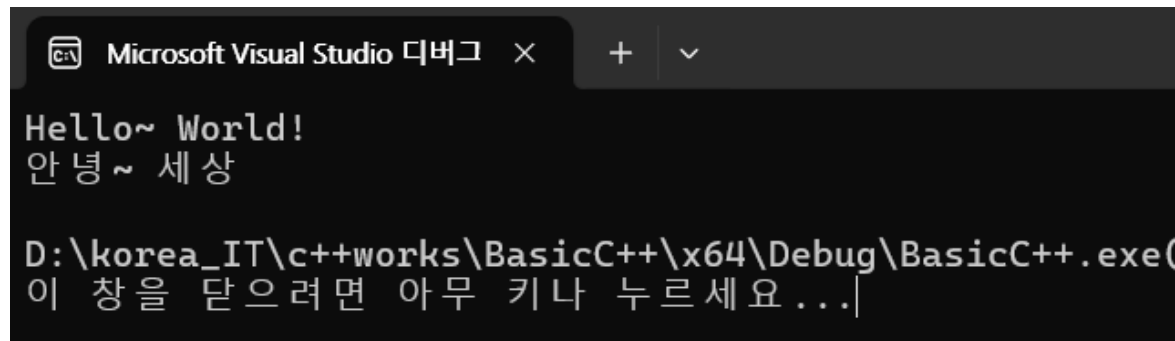 Microsoft Visual Studio 디버그
Hello~ World!
안녕~ 세상
D:\korea_IT\c++works\BasicC++\x64\Debug\BasicC++.exe(
이 창을 닫으려면 아무 키나 누르세요...